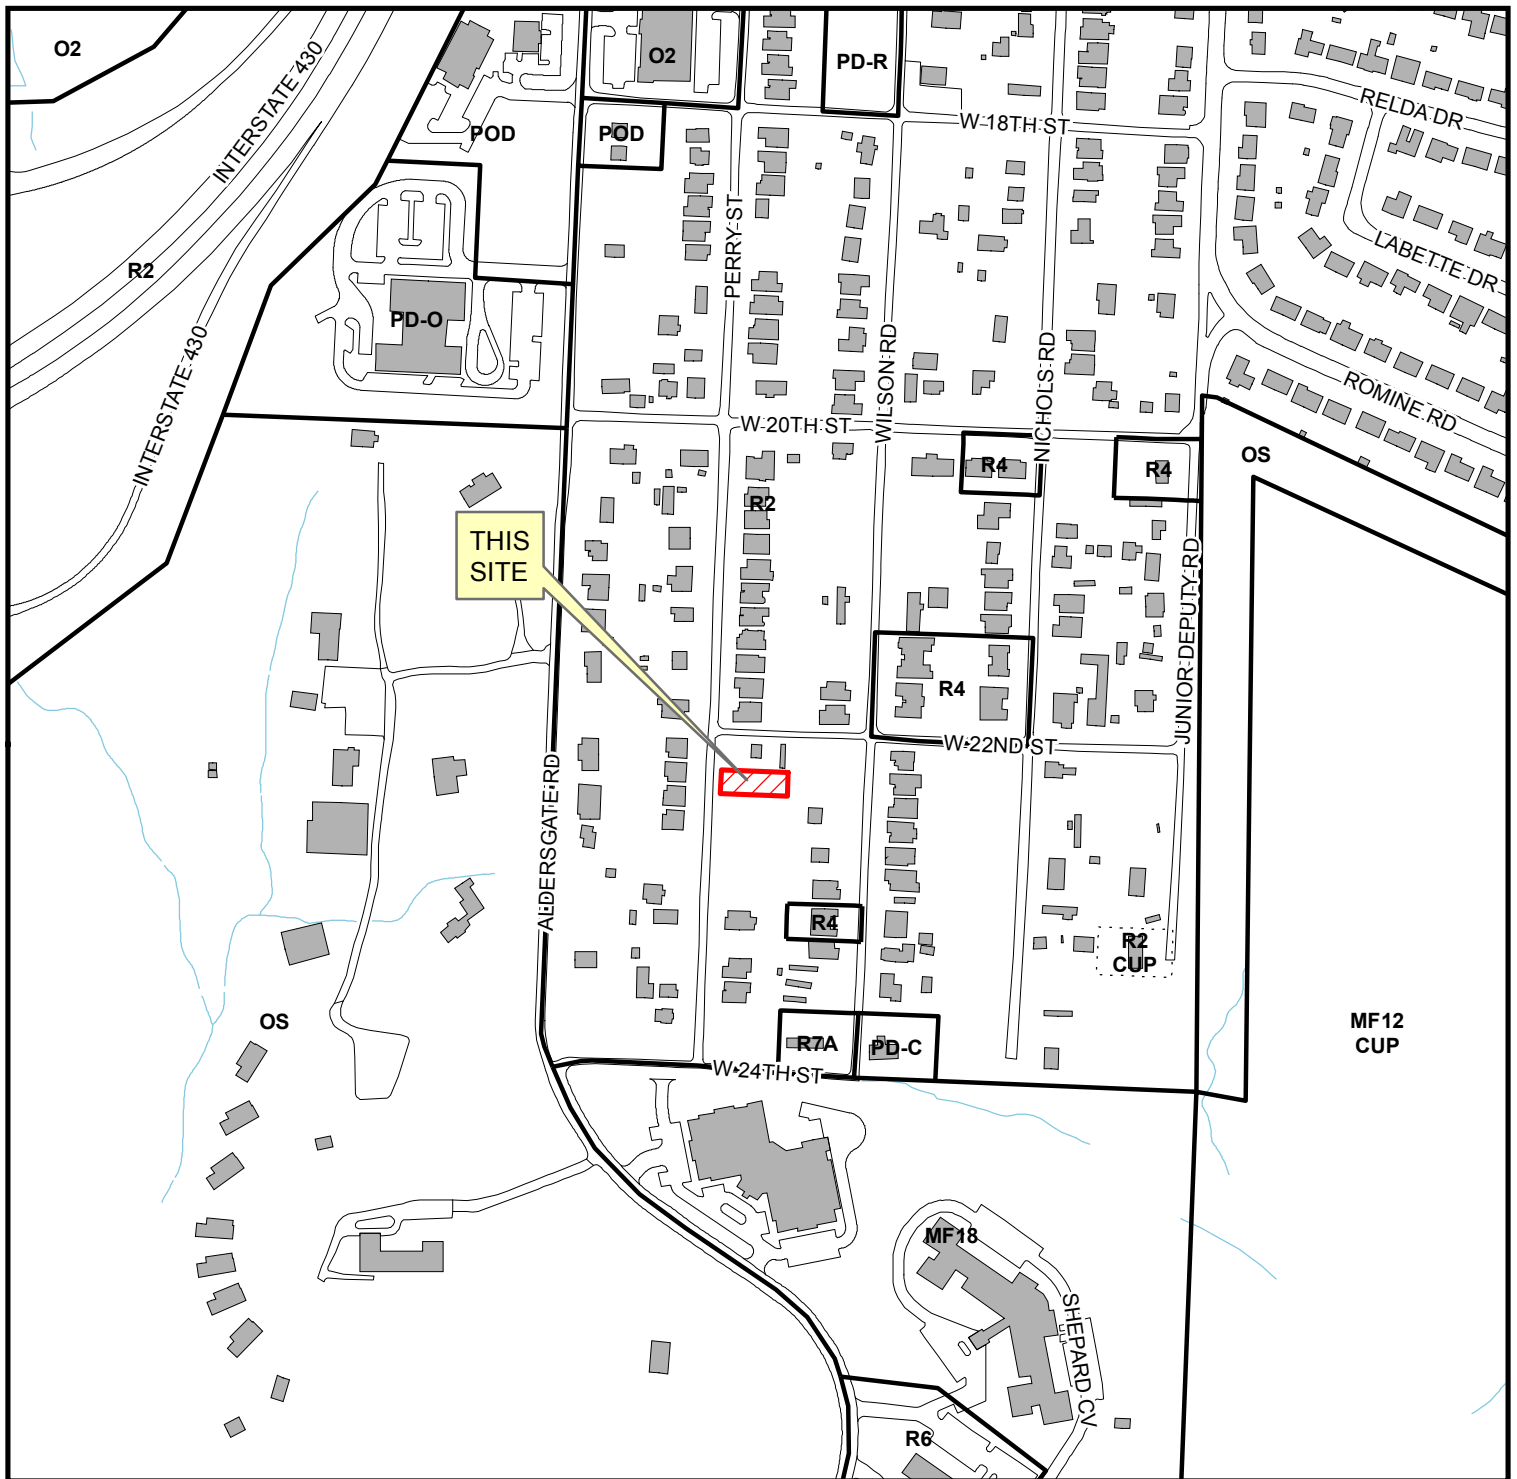 O2
INTERSTATE 430
O2
PD-R
RELDA DR
POD
POD
W 18TH ST
PERRY ST
LABETTE DR
R2
PD-O
INTERSTATE 430
WILSON RD
NICHOLS RD
ROMINE RD
W 20TH ST
R4
R4
OS
R2
THIS
SITE
JUNIOR DEPUTY RD
R4
W 22ND ST
ALDERSGATE RD
R4
R2
CUP
OS
MF12
CUP
R7A
PD-C
W 24TH ST
MF18
SHEPARD CV
R6